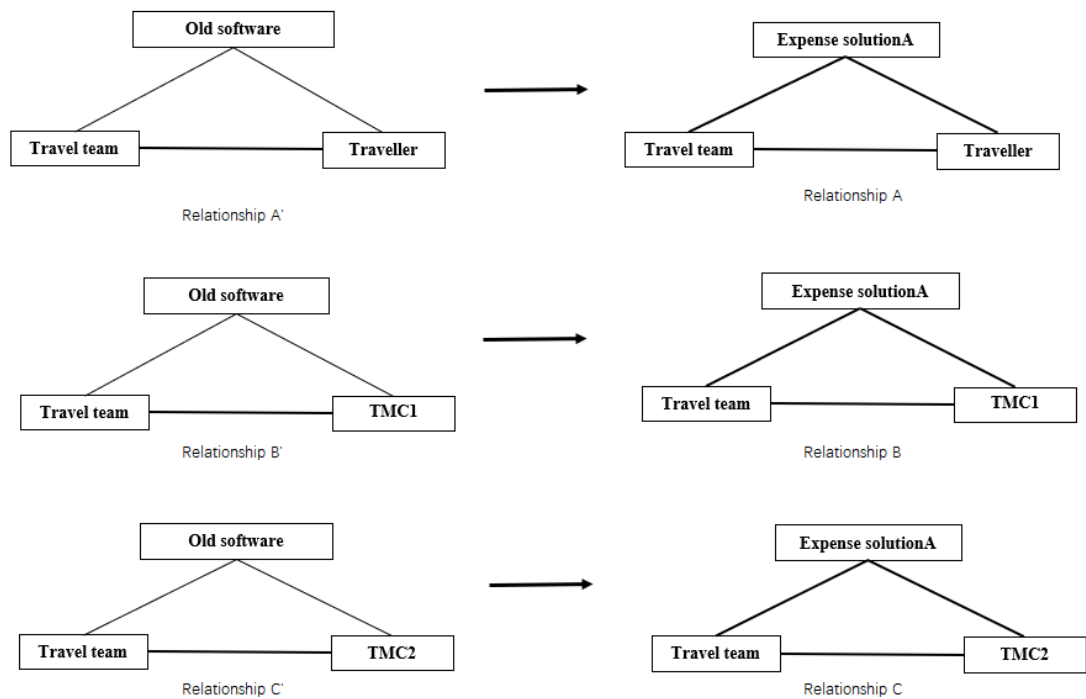 Old software
Expense solutionA
Travel team
Traveller
Travel team
Traveller
Relationship A'
Relationship A
Old software
Expense solutionA
Travel team
TMC1
Travel team
TMC1
Relationship B'
Relationship B
Old software
Expense solutionA
Travel team
TMC2
Travel team
TMC2
Relationship C'
Relationship C